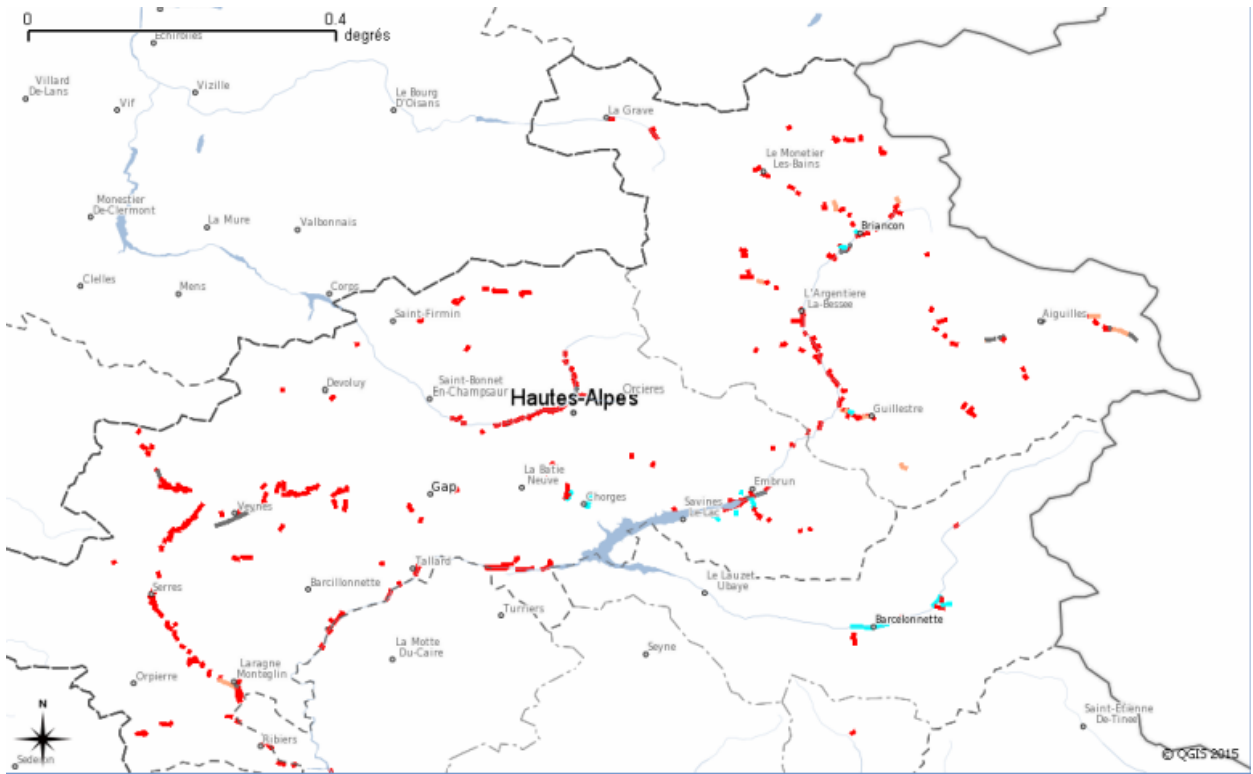 0
0.4
degrés
Echirolles
Villard
De-Lans
Vizille
Vif
Le Bourg
D'Oisans
La Grave
Le Monetier
Les-Bains
Monestier
De-Clermont
La Mure
Valbonnais
Briancon
Clelles
Mens
Corps
Saint-Firmin
L'Argentiere
La-Bessee
Aiguilles
Devoluy
Saint-Bonnet
En-Champsaur
Orcieres
Hautes-Alpes
Guillestre
La Batie
Neuve
Gap
Chorges
Embrun
Savines
Le-Lac
Veynes
Tallard
Serres
Barcillonnette
Le Lauzet
Ubaye
Turriers
Barcelonnette
La Motte
Du-Caire
Seyne
Laragne
Monteglin
Orpierre
N
Ribiers
Sederon
Saint-Etienne
De-Tinee
© QGIS 2015